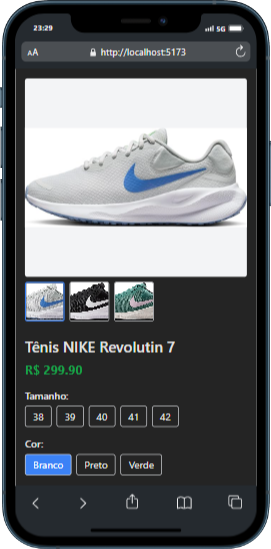 23:29
5G
AA
http://localhost:5173
Tênis NIKE Revolutin 7
R$ 299.90
Tamanho:
38 39 40 41 42
Cor:
Branco Preto Verde